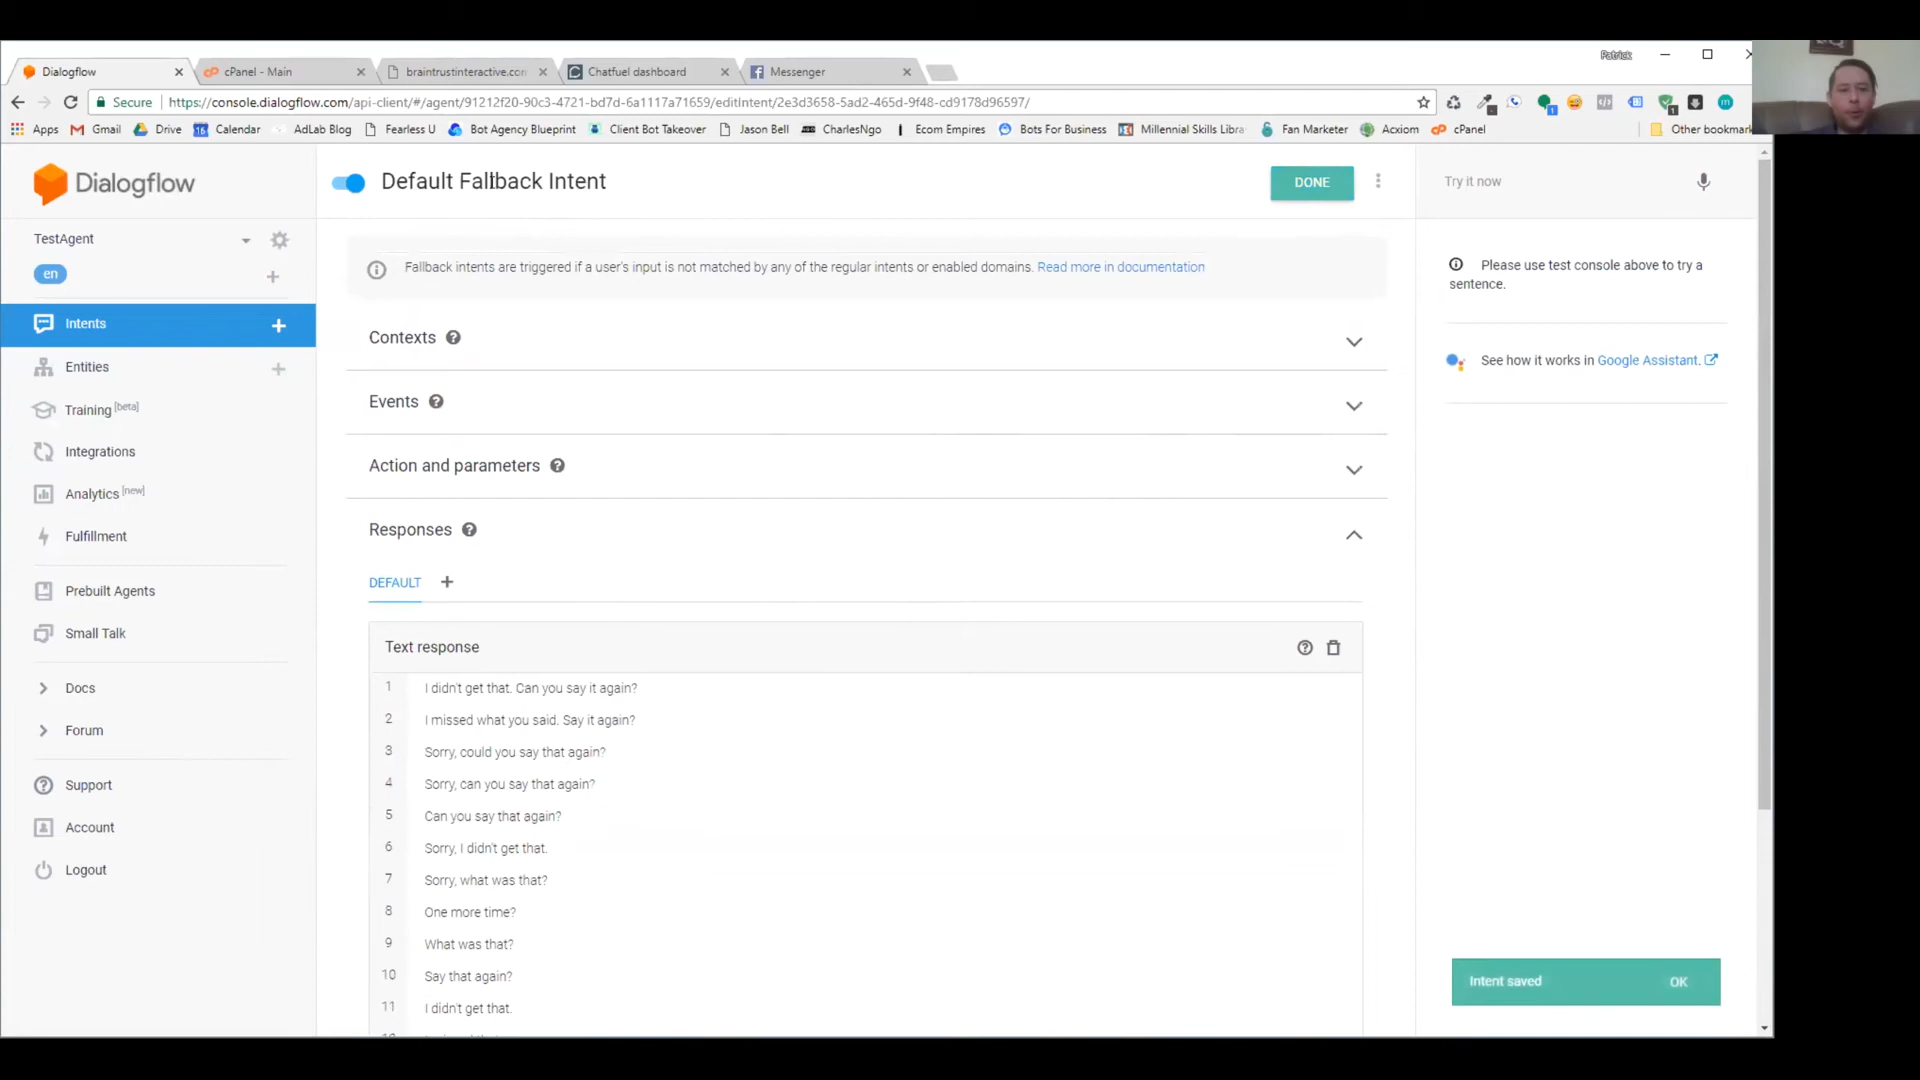 Patrick
Dialogflow
cPanel - Main
braintrustinteractive.con
Chatfuel dashboard
Messenger
Secure
https://console.dialogflow.com/api-client/#/agent/91212f20-90c3-4721-bd7d-6a1117a71659/editIntent/2e3d3658-5ad2-465d-9f48-cd9178d96597/
Apps
Gmail
Drive
16
Calendar
AdLab Blog
Fearless U
Bot Agency Blueprint
Client Bot Takeover
Jason Bell
CharlesNgo
Ecom Empires
Bots For Business
Millennial Skills Libra
Fan Marketer
Acxiom
cPanel
Other bookmark
Dialogflow
Default Fallback Intent
DONE
Try it now
TestAgent
en
Fallback intents are triggered if a user's input is not matched by any of the regular intents or enabled domains. Read more in documentation
Please use test console above to try a
sentence.
Intents
Contexts
See how it works in Google Assistant.
Entities
Events
Training [beta]
Integrations
Action and parameters
Analytics [new]
Fulfillment
Responses
DEFAULT
Prebuilt Agents
Small Talk
Text response
Docs
1 I didn't get that. Can you say it again?
2 I missed what you said. Say it again?
Forum
3 Sorry, could you say that again?
4 Sorry, can you say that again?
Support
5 Can you say that again?
Account
6 Sorry, I didn't get that.
Logout
7 Sorry, what was that?
8 One more time?
9 What was that?
10 Say that again?
11 I didn't get that.
Intent saved
OK